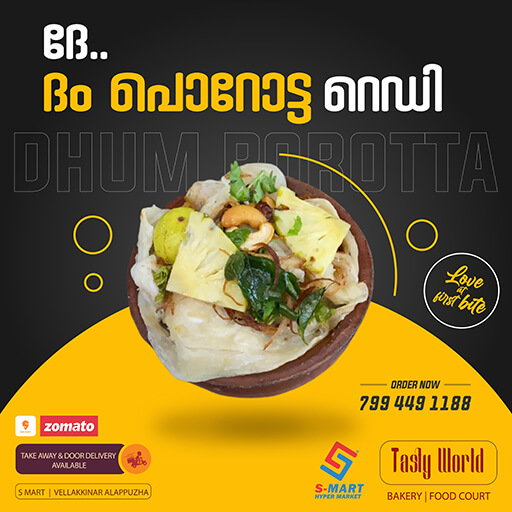 ദേ..
ദം പൊറോട്ട റെഡി
DHUM POROTTA
Love at first bite
ORDER NOW
799 449 1188
zomato
TAKE AWAY & DOOR DELIVERY
AVAILABLE
S MART | VELLAKKINAR ALAPPUZHA
S-MART
HYPER MARKET
Tasly World
BAKERY | FOOD COURT